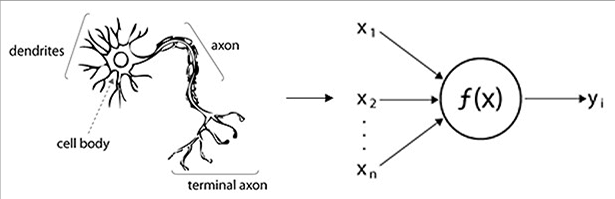 dendrites
axon
cell body
terminal axon
x1
x2
xn
f(x)
yi